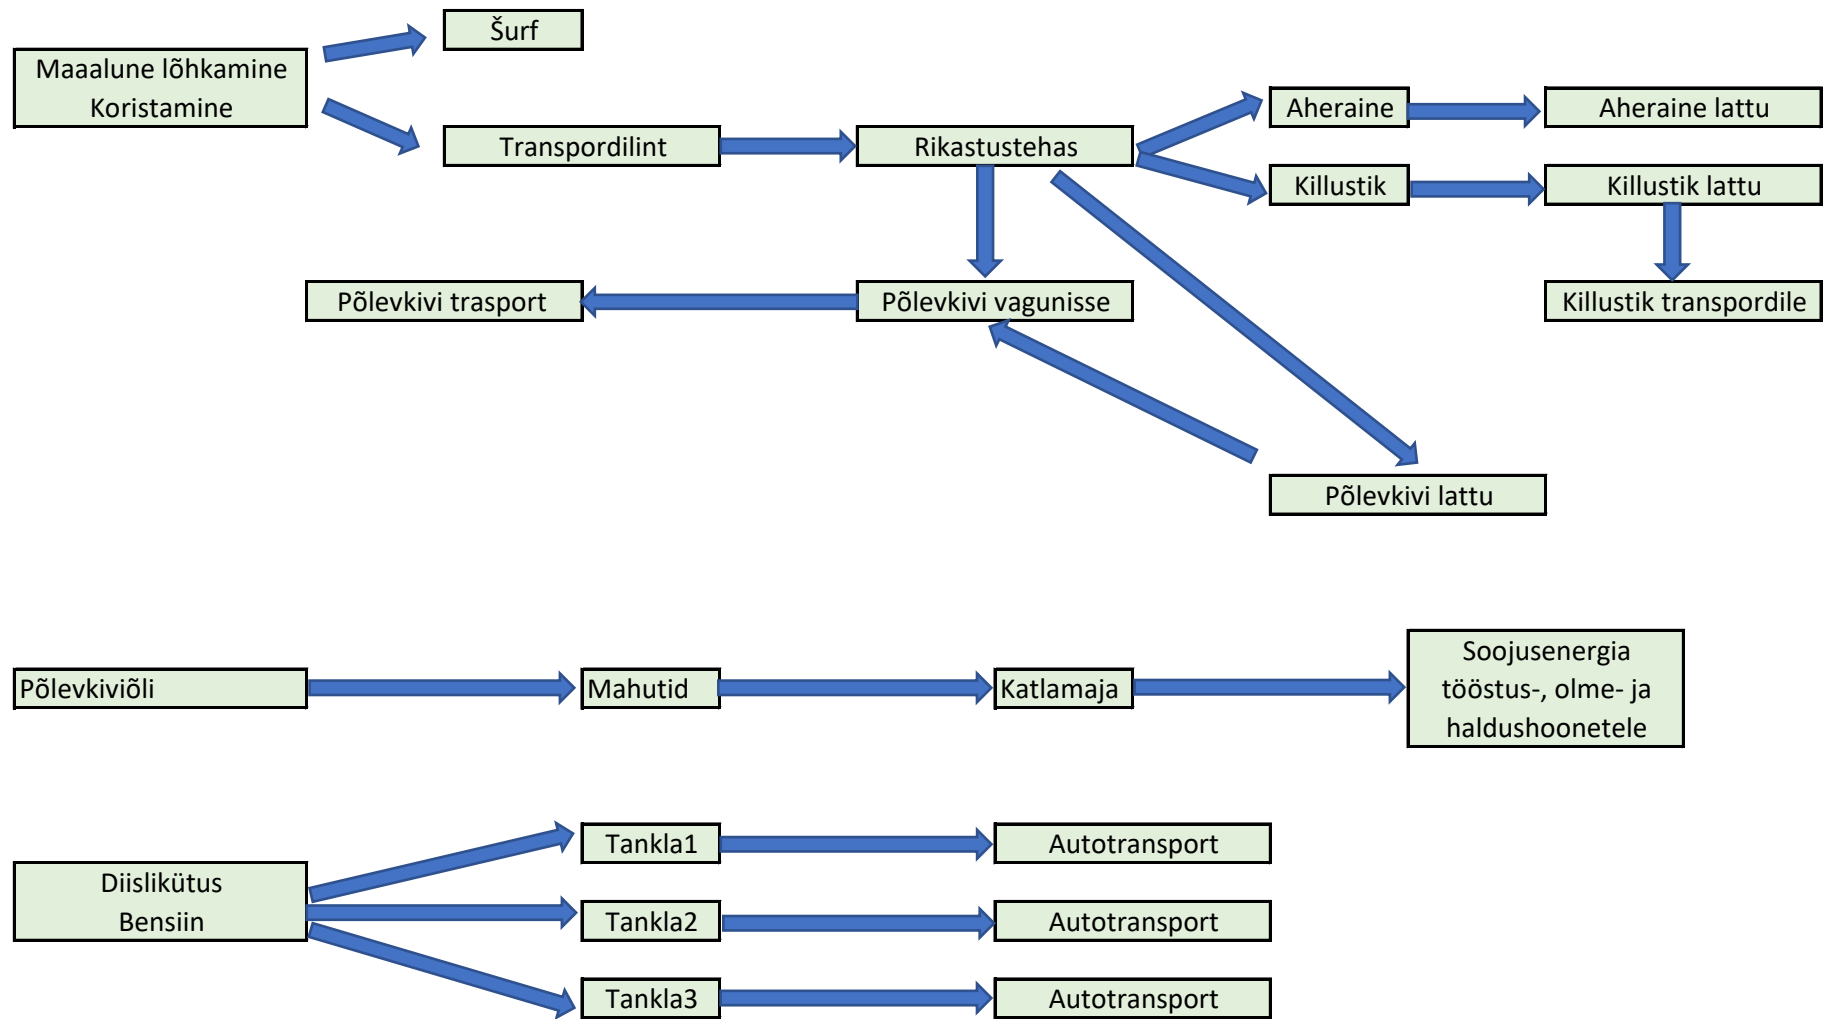 Šurf
Maaalune lõhkamine
Koristamine
Transpordilint
Rikastustehas
Aheraine
Aheraine lattu
Killustik
Killustik lattu
Põlevkivi trasport
Põlevkivi vagunisse
Killustik transpordile
Põlevkivi lattu
Põlevkiviõli
Mahutid
Katlamaja
Soojusenergia
tööstus-, olme- ja
haldushoonetele
Diislikütus
Bensiin
Tankla1
Autotransport
Tankla2
Autotransport
Tankla3
Autotransport